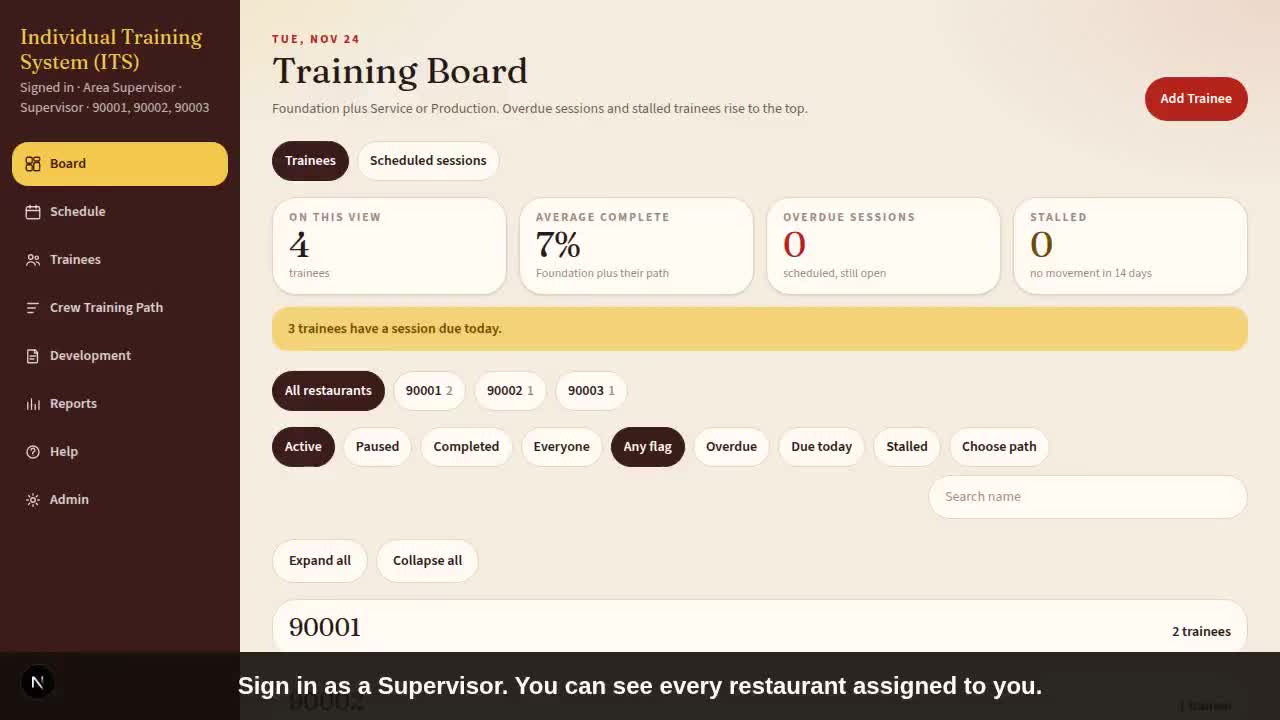 Individual Training
System (ITS)
Signed in · Area Supervisor ·
Supervisor · 90001, 90002, 90003
Board
Schedule
Trainees
Crew Training Path
Development
Reports
Help
Admin
TUE, NOV 24
Training Board
Foundation plus Service or Production. Overdue sessions and stalled trainees rise to the top.
Add Trainee
Trainees
Scheduled sessions
ON THIS VIEW
4
trainees
AVERAGE COMPLETE
7%
Foundation plus their path
OVERDUE SESSIONS
0
scheduled, still open
STALLED
0
no movement in 14 days
3 trainees have a session due today.
All restaurants
90001 2
90002 1
90003 1
Active
Paused
Completed
Everyone
Any flag
Overdue
Due today
Stalled
Choose path
Search name
Expand all
Collapse all
90001
2 trainees
90002
1 trainee
N
Sign in as a Supervisor. You can see every restaurant assigned to you.